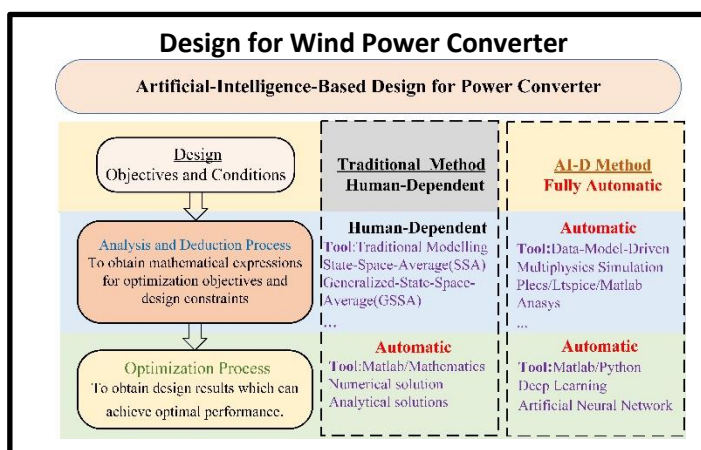 Design for Wind Power Converter
Artificial-Intelligence-Based Design for Power Converter
Design
Objectives and Conditions
Traditional Method
Human-Dependent
AI-D Method
Fully Automatic
Analysis and Deduction Process
To obtain mathematical expressions
for optimization objectives and
design constraints
Human-Dependent
Tool:Traditional Modelling
State-Space-Average(SSA)
Generalized-State-Space-
Average(GSSA)
...
Automatic
Tool:Data-Model-Driven
Multiphysics Simulation
Plecs/Ltspice/Matlab
Anasys
...
Optimization Process
To obtain design results which can
achieve optimal performance.
Automatic
Tool:Matlab/Mathematics
Numerical solution
Analytical solutions
Automatic
Tool:Matlab/Python
Deep Learning
Artificial Neural Network